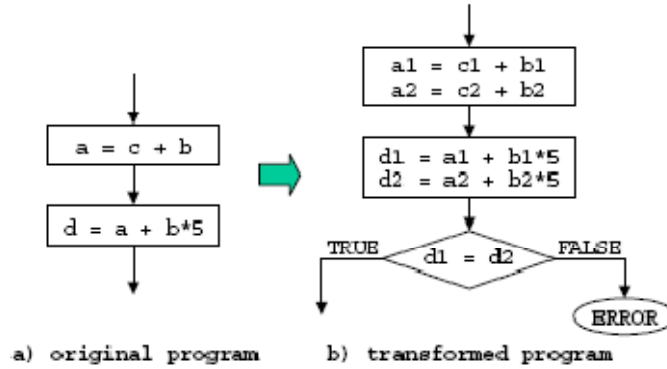 a = c + b
d = a + b*5
a) original program
a1 = c1 + b1
a2 = c2 + b2
d1 = a1 + b1*5
d2 = a2 + b2*5
TRUE
d1 = d2
FALSE
ERROR
b) transformed program